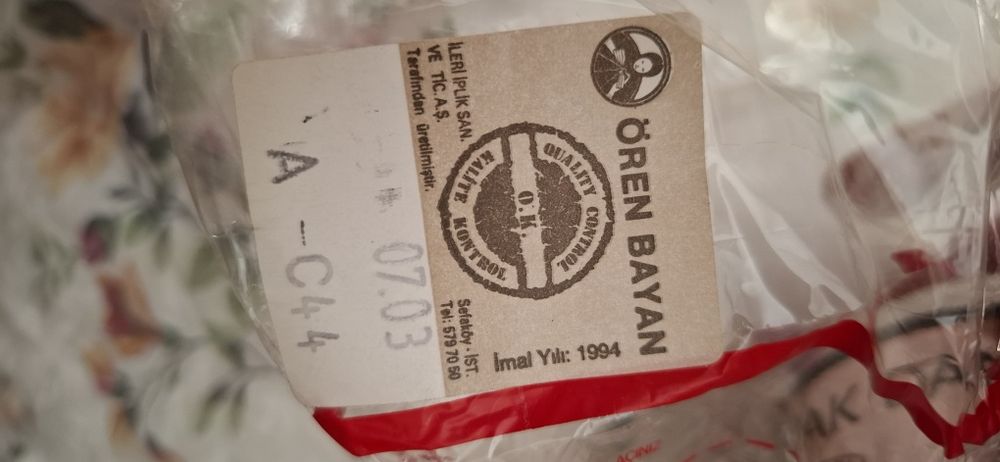 ÖREN BAYAN
QUALITY CONTROL
O.K.
KALİTE KONTROL
İmal Yılı: 1994
İLERİ İPLİK SAN.
VE TİC. A.Ş.
Tarafından üretilmiştir.
Sefaköy - İST.
Tel: 579 70 50
07.03
A - C44
AÇINIZ